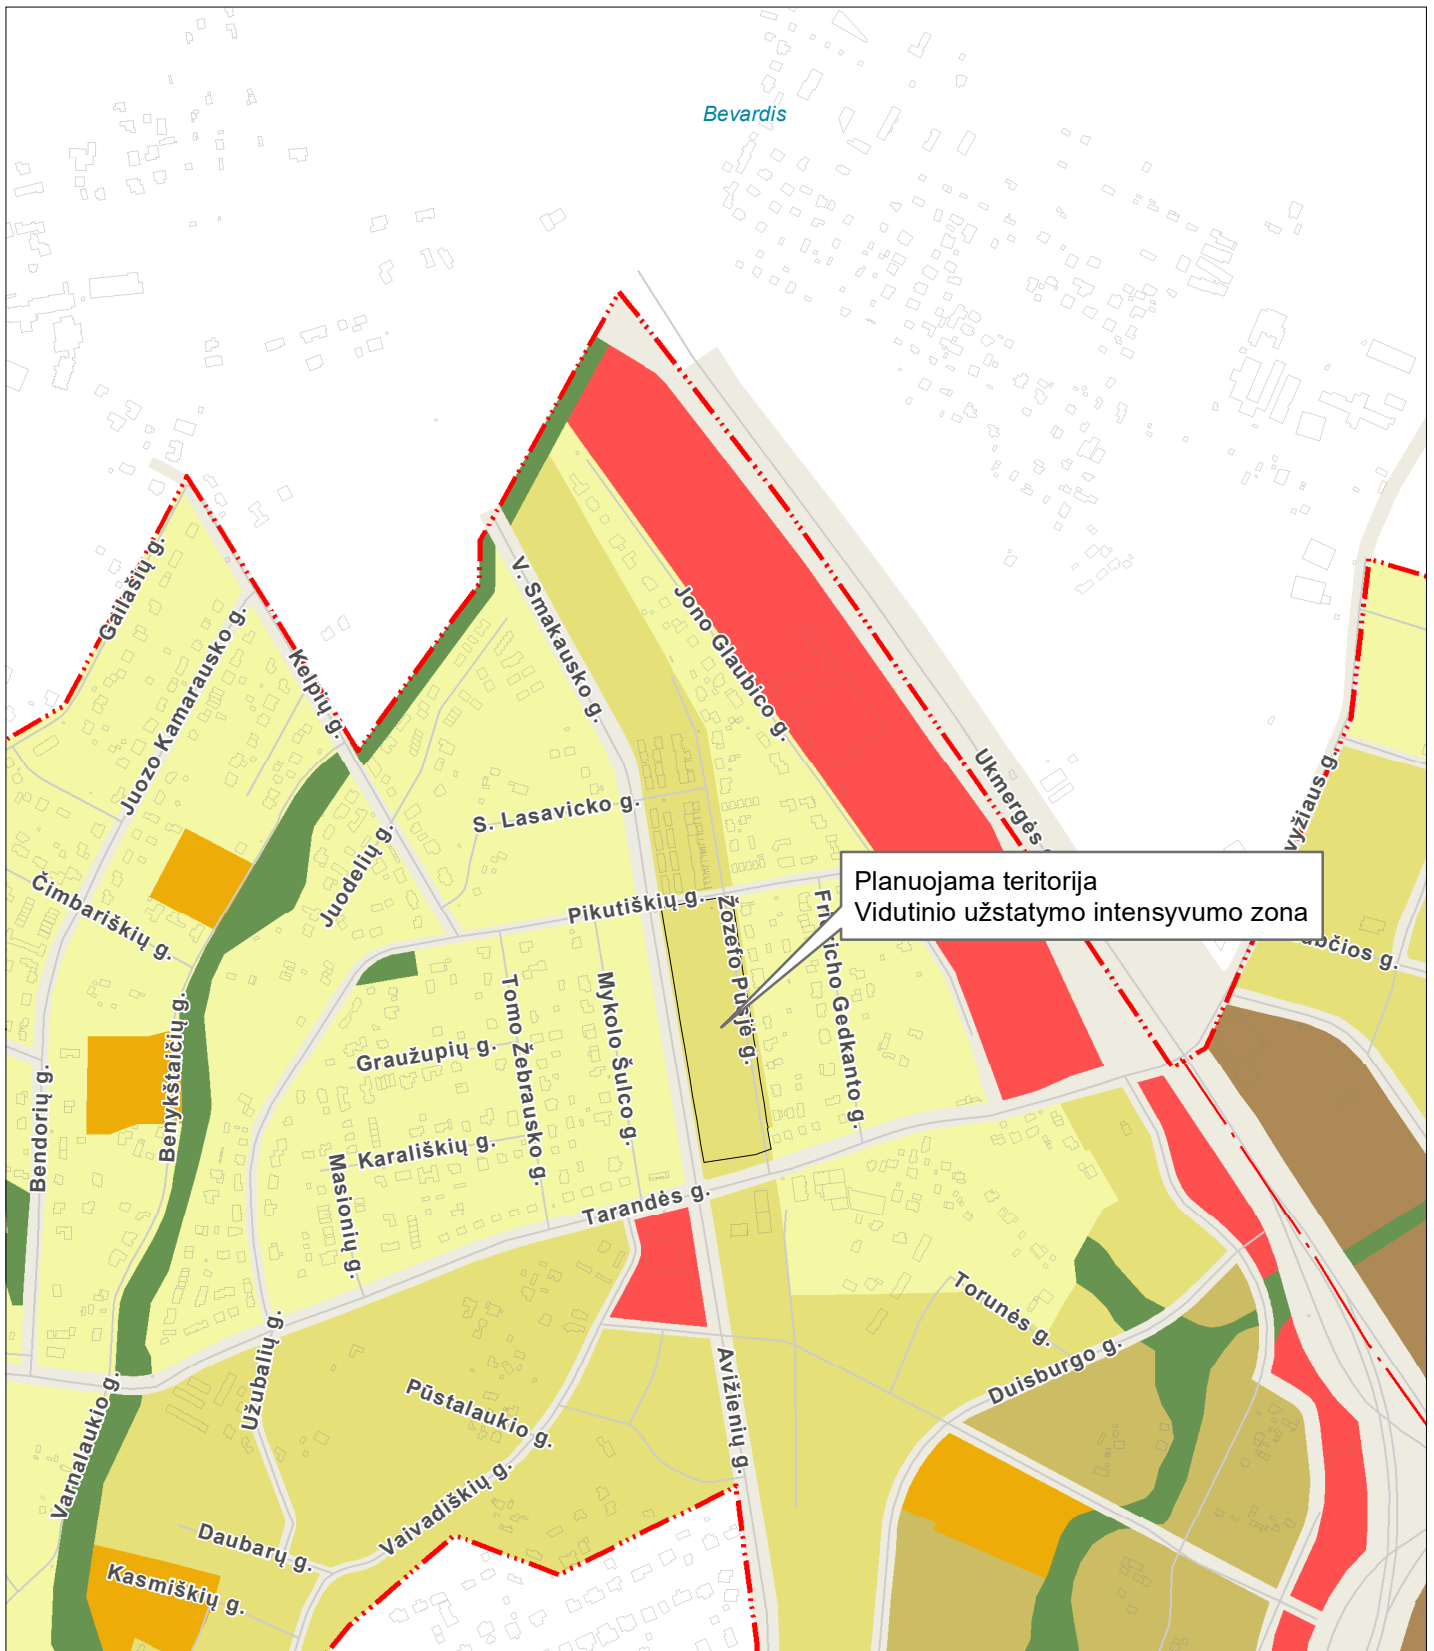 Bevardis
V. Smakausko g.
Gailašių g.
Juozo Kamarausko g.
Kelpių g.
Jono Glaubico g.
Ukmergės
vyžiaus g.
S. Lasavicko g.
Juodelių g.
Čimbariškių g.
Pikutiškių g.
Planuojama teritorija
Vidutinio užstatymo intensyvumo zona
Žozefo Pusjė g.
Gedkanto g.
Mykolo Šulco g.
Tomo Žebrausko g.
Graužupių g.
Benykštaičių g.
Bendorių g.
Karališkių g.
Masionių g.
Tarandės g.
Torunės g.
Duisburgo g.
Užubalių g.
Avižienių g.
Pūstalaukio g.
Varnalaukio g.
Vaivadiškių g.
Daubarų g.
Kasmiškių g.